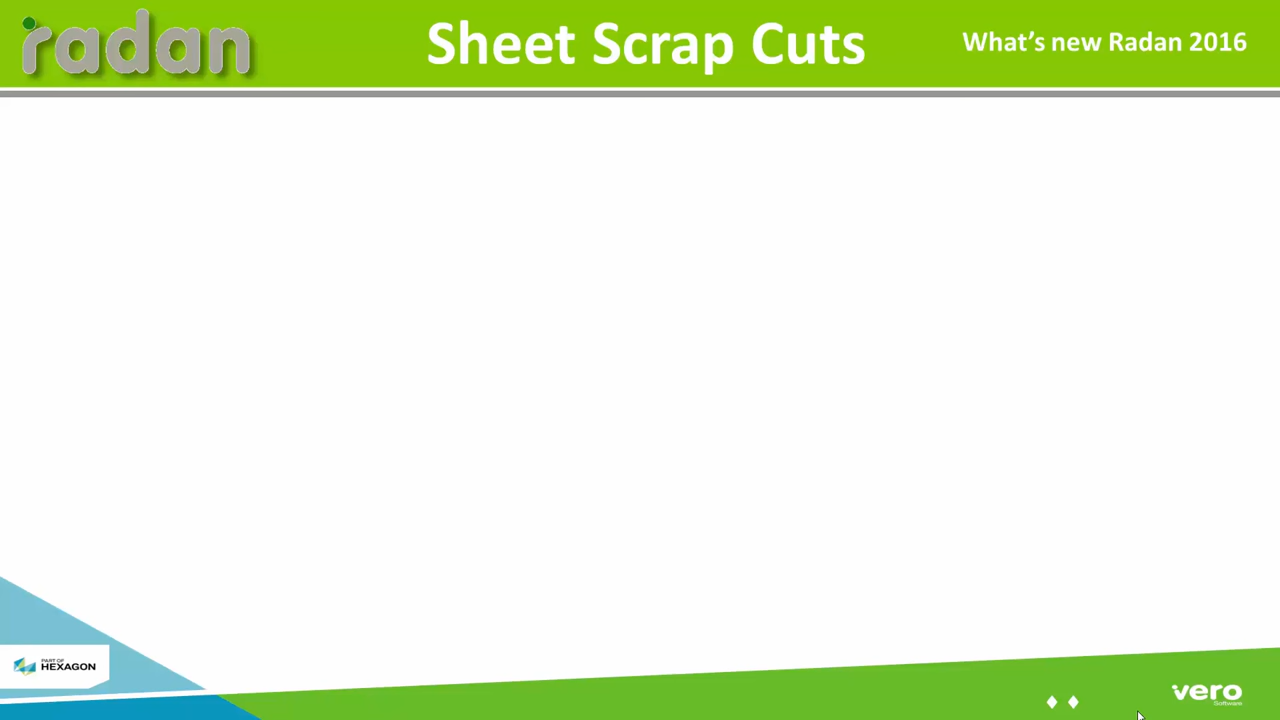 radan
Sheet Scrap Cuts
What's new Radan 2016
PART OF
HEXAGON
vero
Software